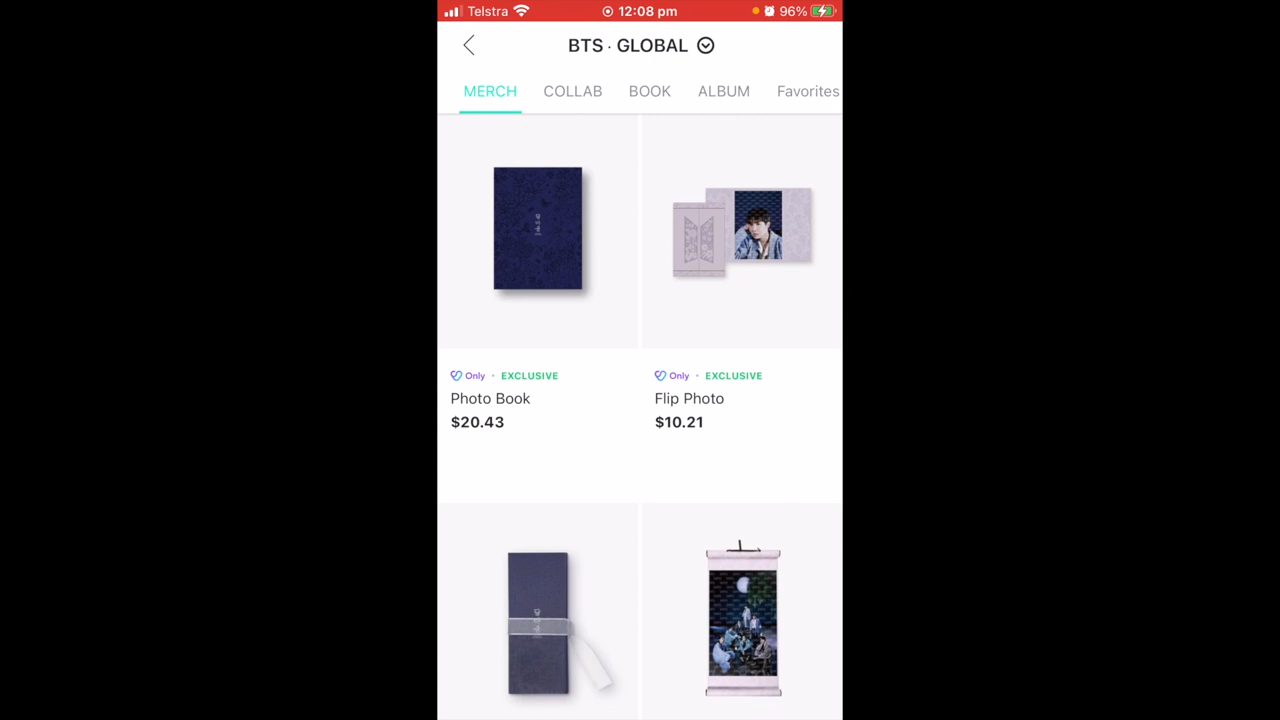 Telstra 12:08 pm 96%
BTS · GLOBAL
MERCH COLLAB BOOK ALBUM Favorites
Only · EXCLUSIVE
Photo Book
$20.43
Only · EXCLUSIVE
Flip Photo
$10.21